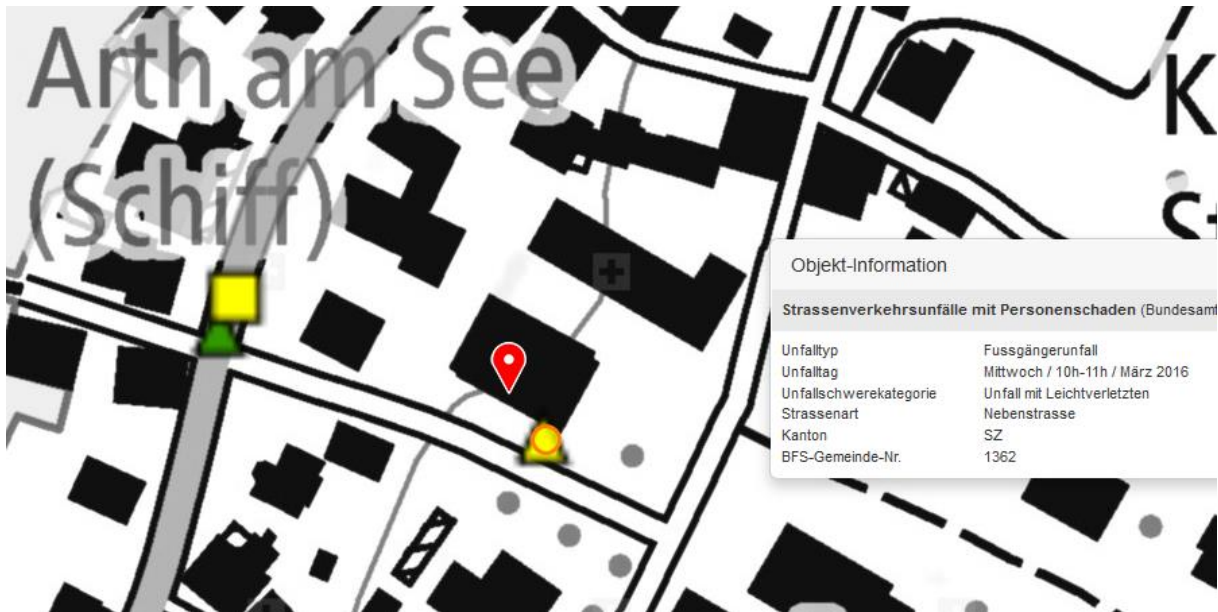 Arth am See
(Schiff)
K
St
Objekt-Information
Strassenverkehrsunfälle mit Personenschaden (Bundesamt
Unfalltyp Fussgängerunfall
Unfalltag Mittwoch / 10h-11h / März 2016
Unfallschwerekategorie Unfall mit Leichtverletzten
Strassenart Nebenstrasse
Kanton SZ
BFS-Gemeinde-Nr. 1362